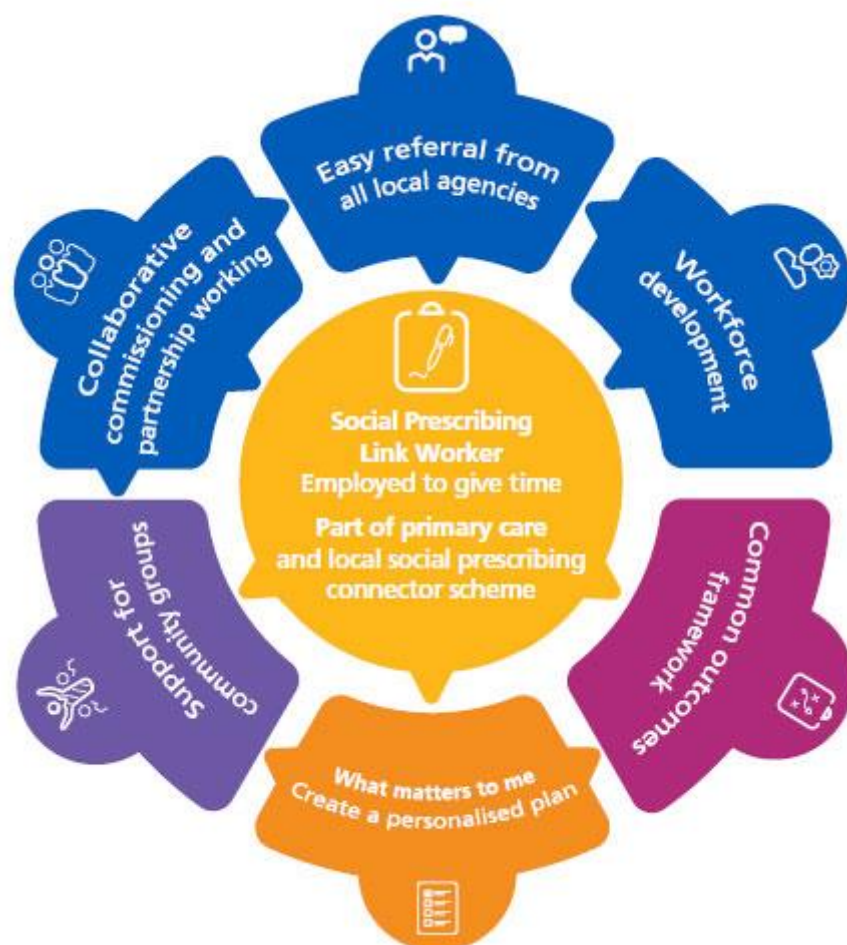 Easy referral from
all local agencies
Workforce
development
Common outcomes
framework
What matters to me
Create a personalised plan
Support for
community groups
Collaborative
commissioning and
partnership working
Social Prescribing
Link Worker
Employed to give time
Part of primary care
and local social prescribing
connector scheme